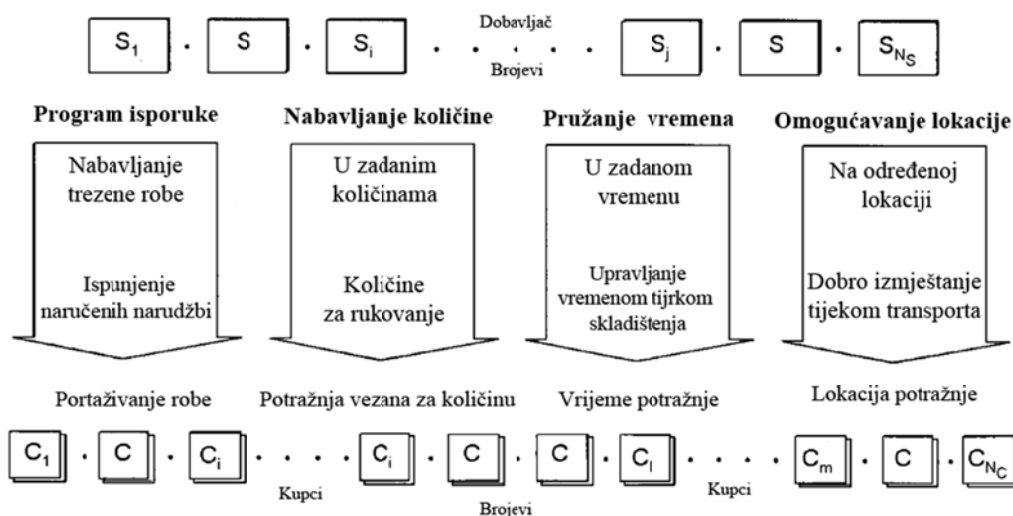 Dobavljač
S1 . S . Si . . . . . Sj . S . SNS
Brojevi
Program isporuke
Nabavljanje količine
Pružanje vremena
Omogućavanje lokacije
Nabavljanje
trezene robe
Ispunjenje
naručenih narudžbi
U zadanim
količinama
Količine
za rukovanje
U zadanom
vremenu
Upravljanje
vremenom tijrkom
skladištenja
Na određenoj
lokaciji
Dobro izmještanje
tijekom transporta
Portaživanje robe
Potražnja vezana za količinu
Vrijeme potražnje
Lokacija potražnje
C1 . C . Ci . . . . Ci . C . C . Cl . . . . Cm . C . CNC
Kupci
Kupci
Brojevi